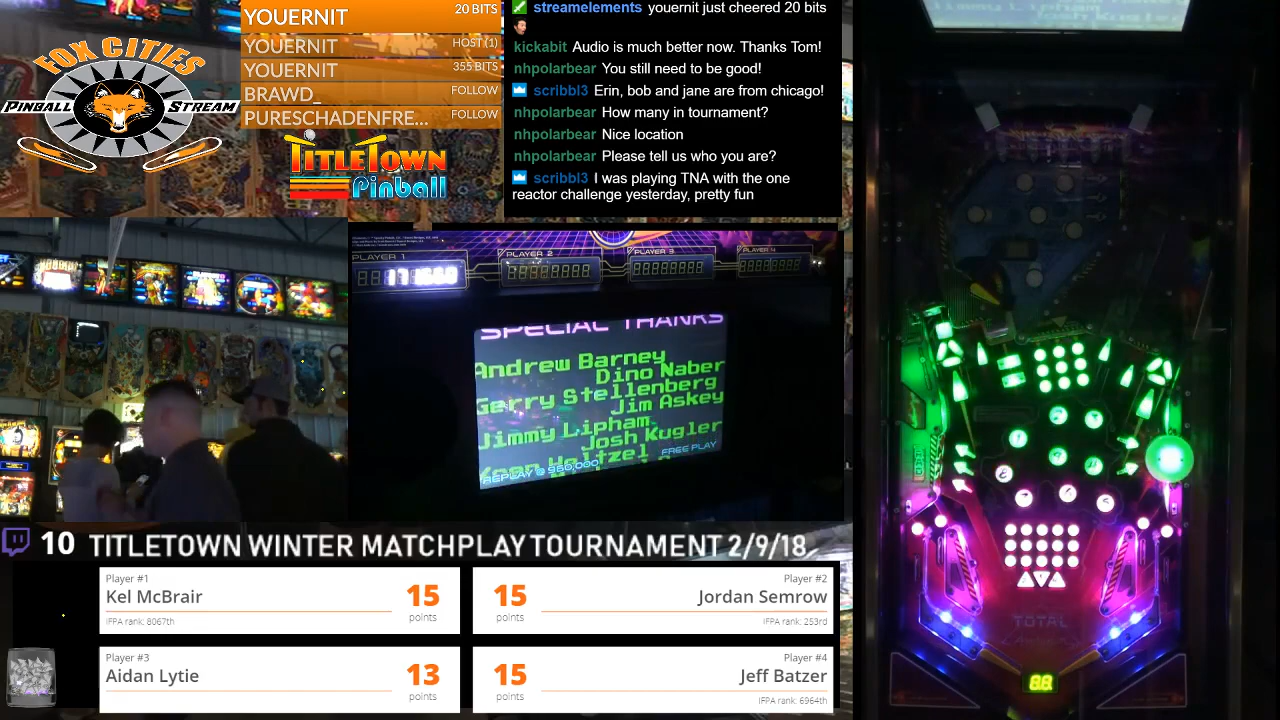 FOX CITIES
PINBALL STREAM
YOUERNIT 20 BITS
YOUERNIT HOST (1)
YOUERNIT 355 BITS
BRAWD_ FOLLOW
PURESCHADENFRE... FOLLOW
TITLETOWN
Pinball
streamelements youernit just cheered 20 bits
kickabit Audio is much better now. Thanks Tom!
nhpolarbear You still need to be good!
scribbl3 Erin, bob and jane are from chicago!
nhpolarbear How many in tournament?
nhpolarbear Nice location
nhpolarbear Please tell us who you are?
scribbl3 I was playing TNA with the one
reactor challenge yesterday, pretty fun
PLAYER 1 PLAYER 2 PLAYER 3 PLAYER 4
SPECIAL THANKS
Andrew Barney
Dino Naber
Gerry Stellenberg
Jim Askey
Jimmy Lipham
Josh Kugler
Keen Heltzel
REPLAY @ 950,000 FREE PLAY
10 TITLETOWN WINTER MATCHPLAY TOURNAMENT 2/9/18
Player #1
Kel McBrair
15
points
IFPA rank: 8067th
Player #2
Jordan Semrow
15
points
IFPA rank: 253rd
Player #3
Aidan Lytie
13
points
Player #4
Jeff Batzer
15
points
IFPA rank: 6964th
TOTAL